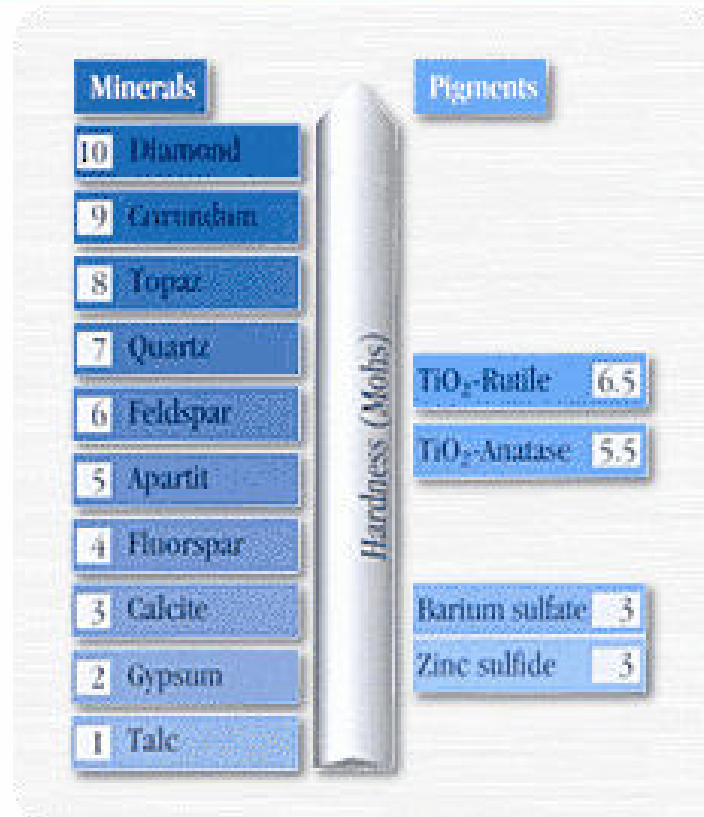 Minerals
10 Diamond
9 Corundum
8 Topaz
7 Quartz
6 Feldspar
5 Apartit
4 Fluorspar
3 Calcite
2 Gypsum
1 Talc
Hardness (Mohs)
Pigments
TiO₂-Rutile 6.5
TiO₂-Anatase 5.5
Barium sulfate 3
Zinc sulfide 3